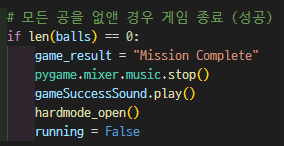 # 모든 공을 없앤 경우 게임 종료 (성공)
if len(balls) == 0:
    game_result = "Mission Complete"
    pygame.mixer.music.stop()
    gameSuccessSound.play()
    hardmode_open()
    running = False